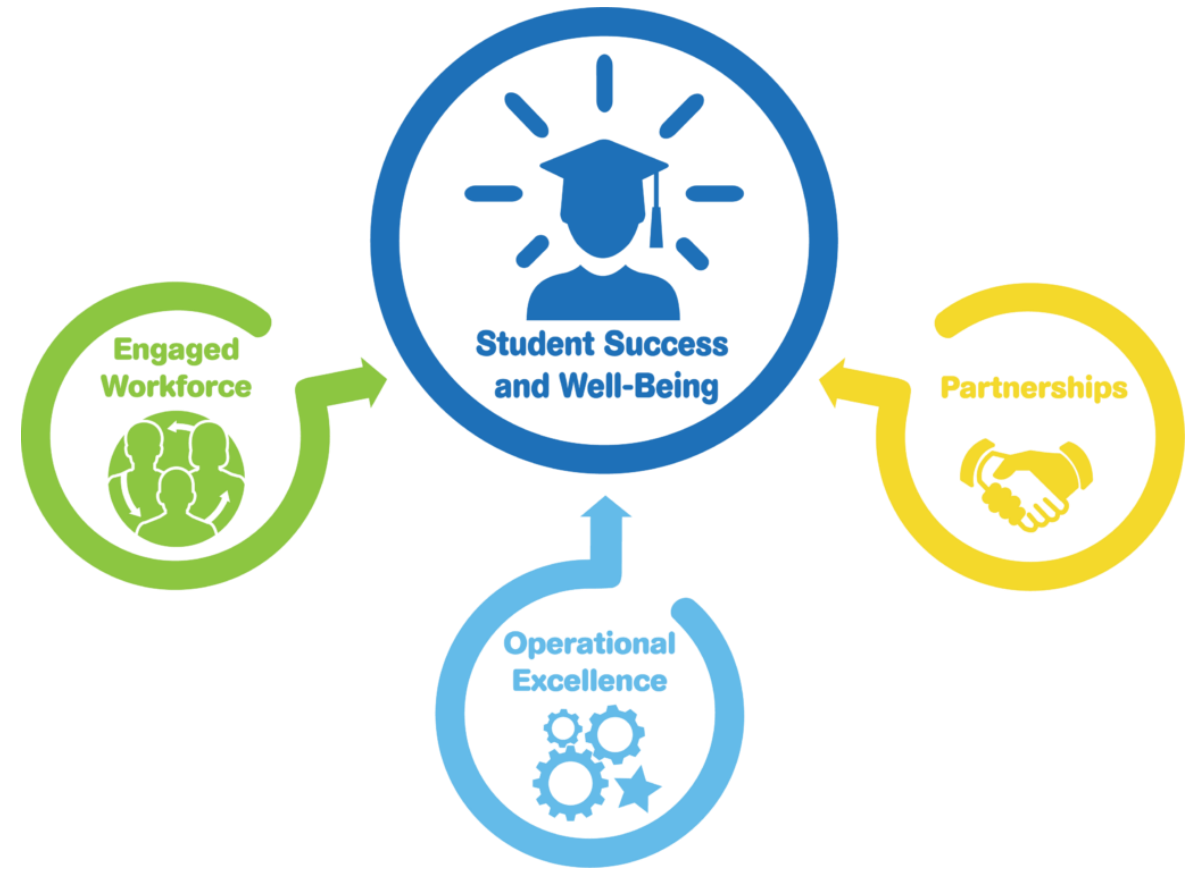 Student Success
and Well-Being
Engaged
Workforce
Partnerships
Operational
Excellence